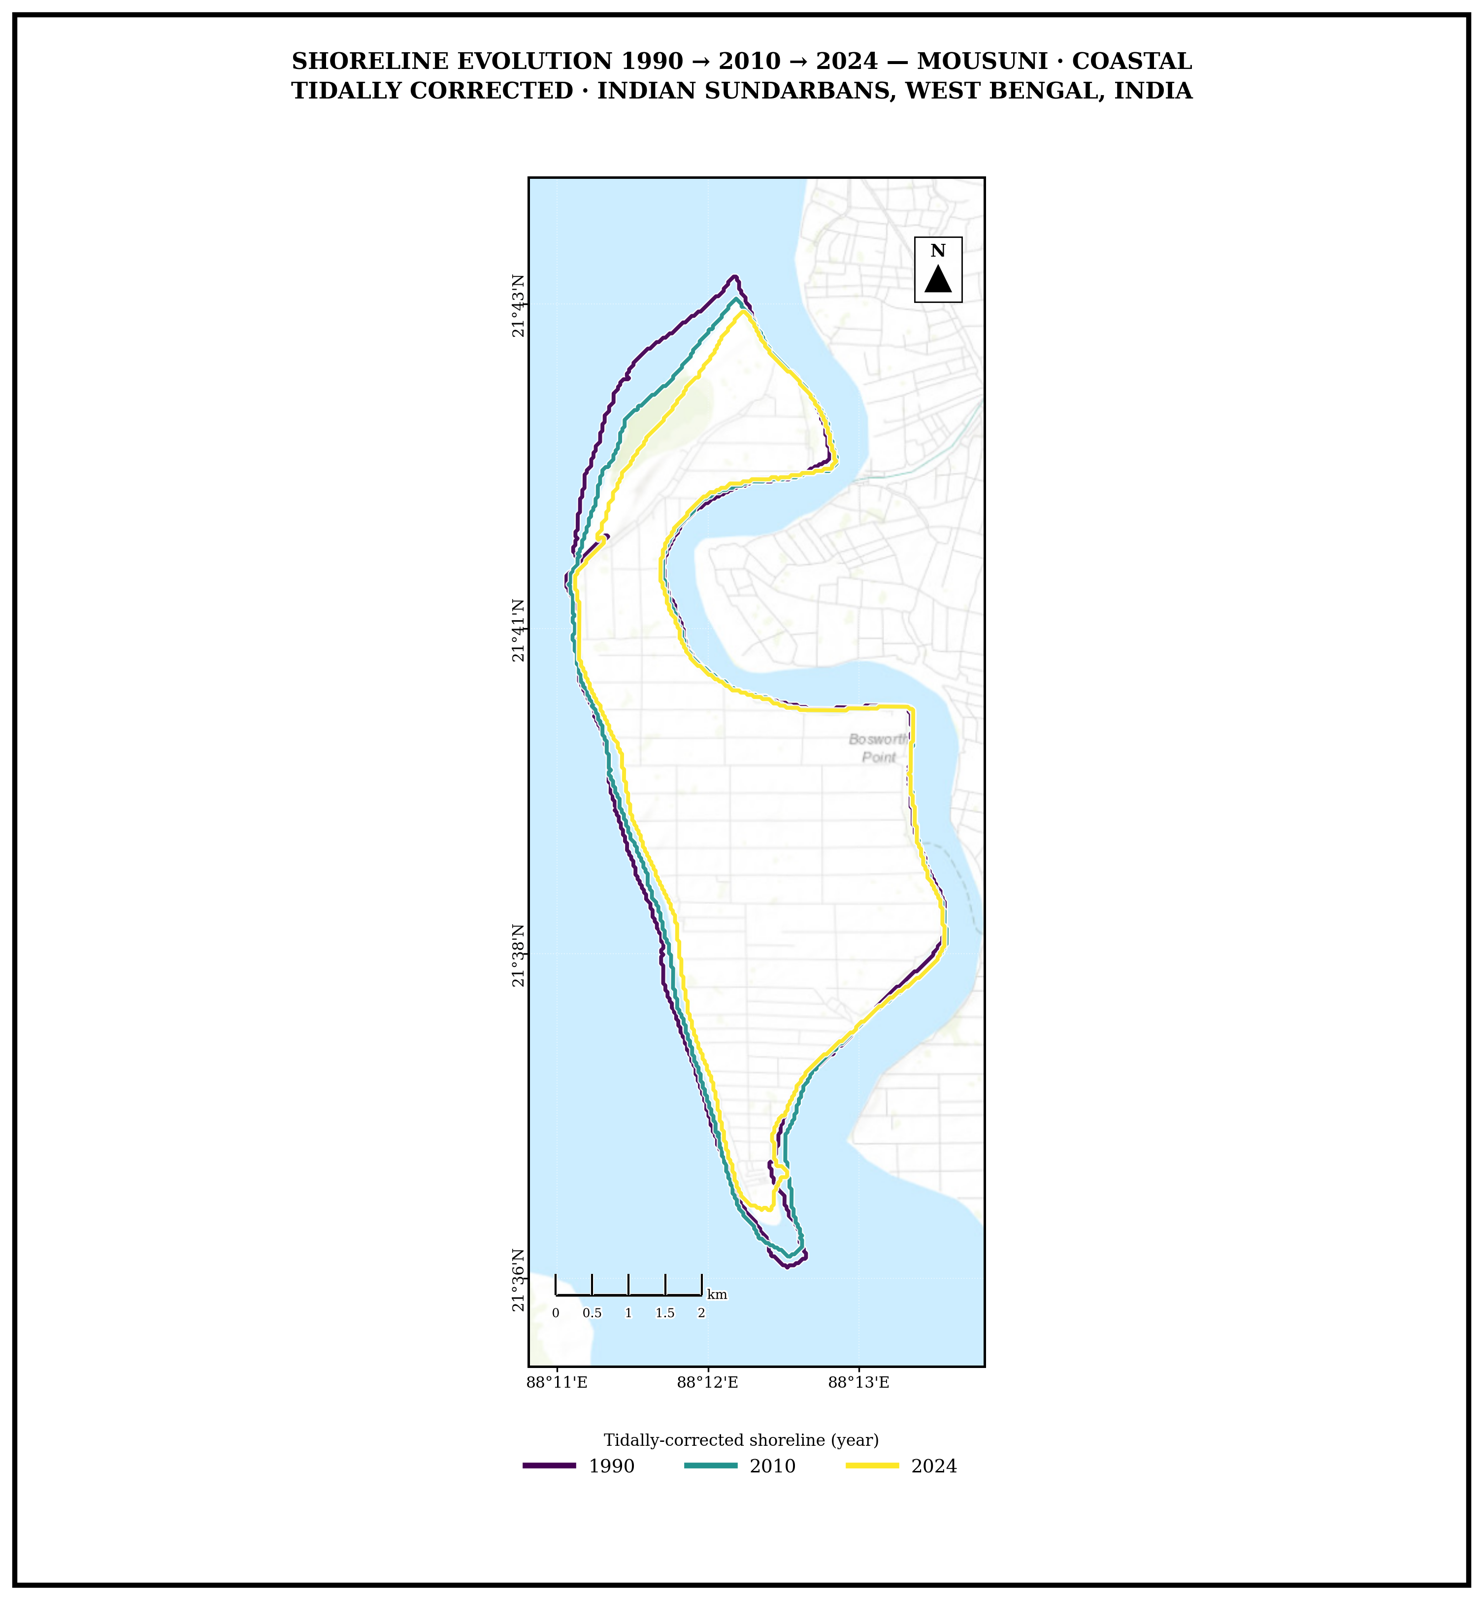 SHORELINE EVOLUTION 1990 → 2010 → 2024 — MOUSUNI · COASTAL
TIDALLY CORRECTED · INDIAN SUNDARBANS, WEST BENGAL, INDIA
N
21°43'N
21°41'N
Bosworth
Point
21°38'N
21°36'N
km
0 0.5 1 1.5 2
88°11'E 88°12'E 88°13'E
Tidally-corrected shoreline (year)
1990 2010 2024